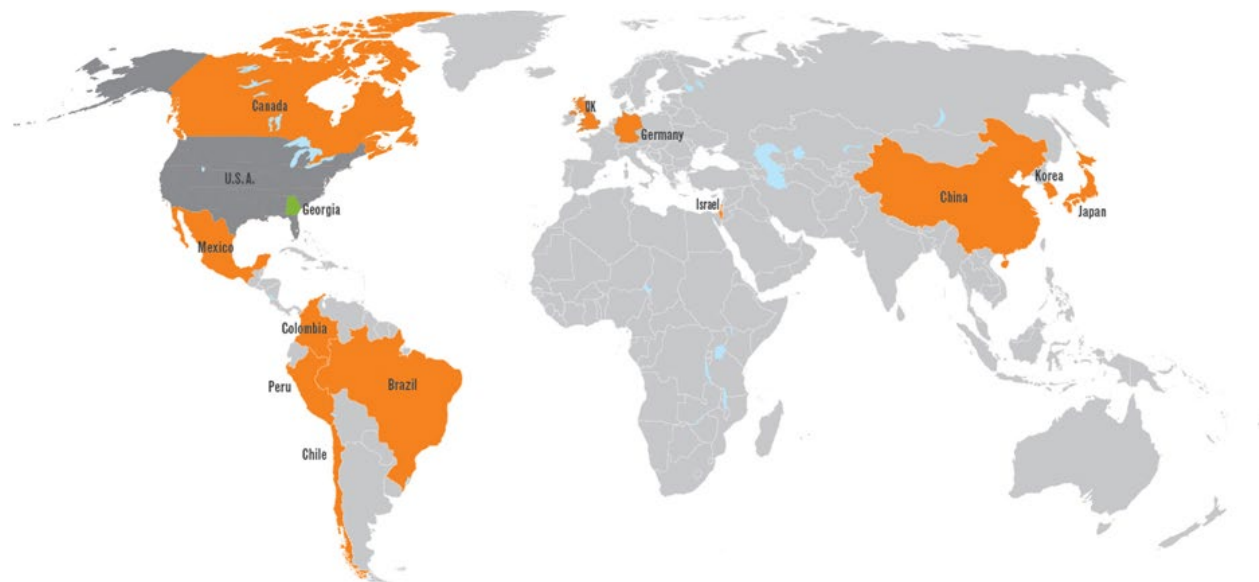 Canada
UK
Germany
U.S.A.
Georgia
Israel
China
Korea
Japan
Mexico
Colombia
Peru
Brazil
Chile